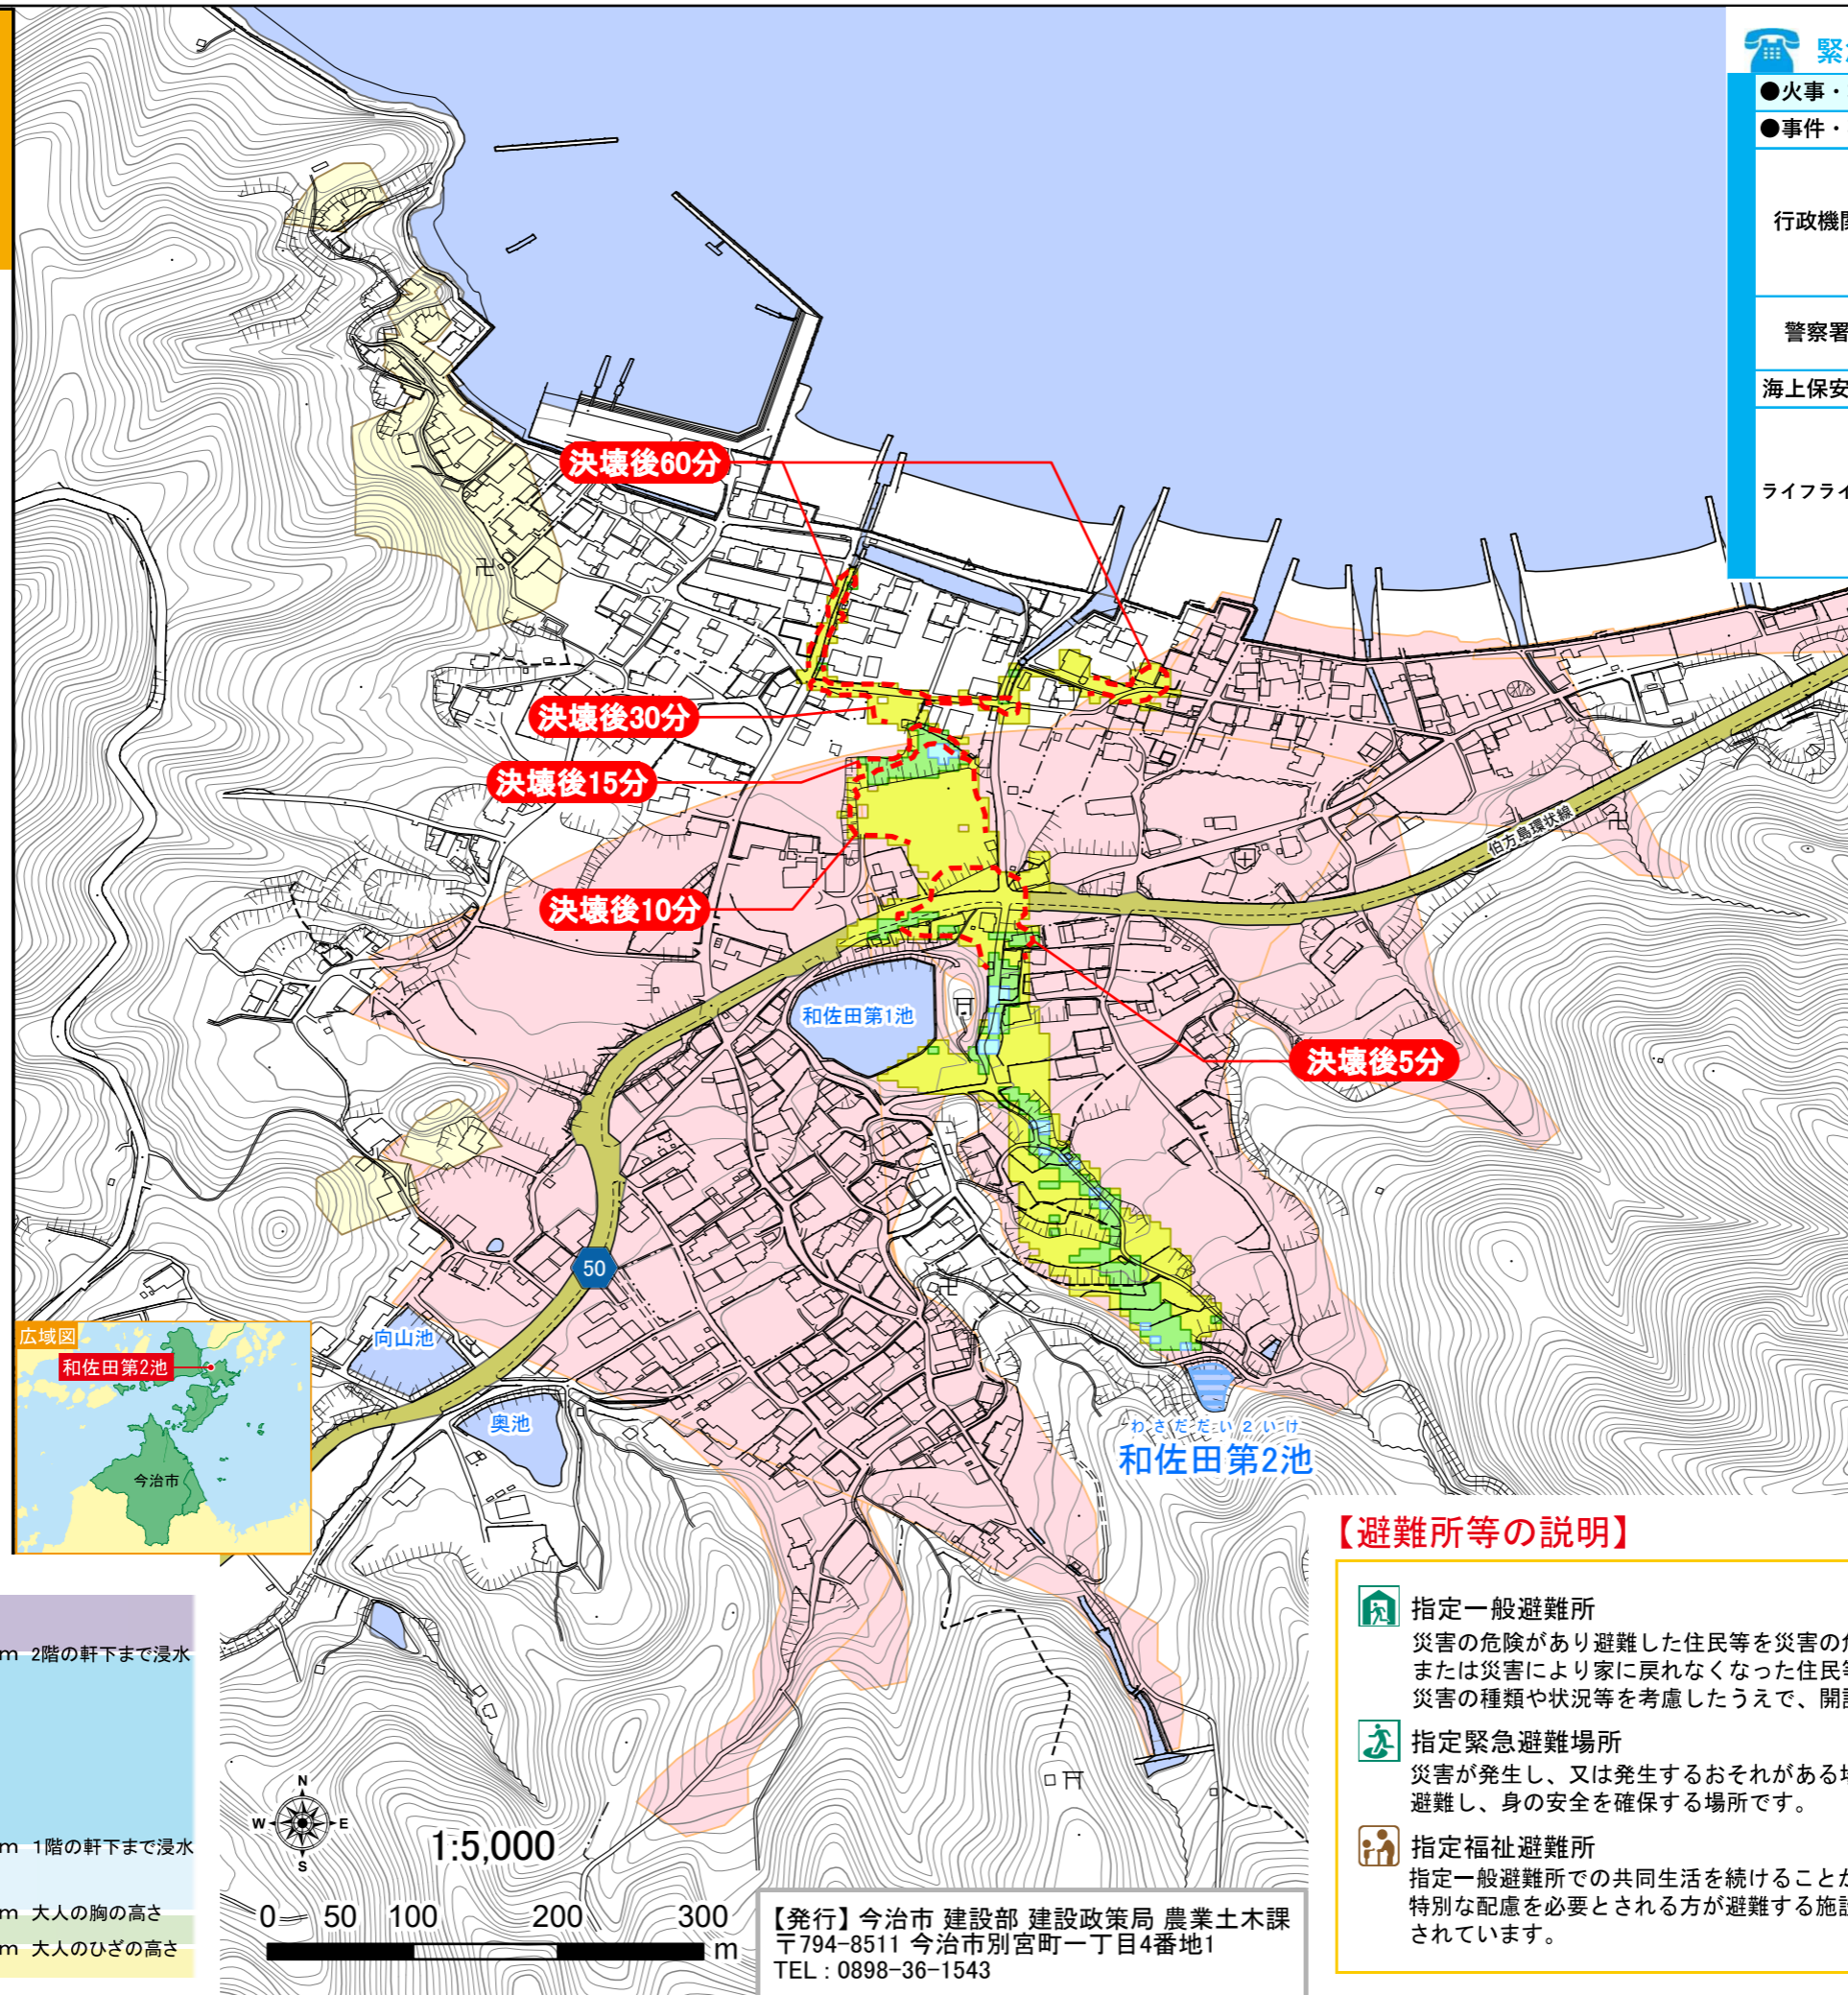 緊
●火事・
●事件・
行政機関
警察署
海上保安
ライフライ
決壊後60分
決壊後30分
決壊後15分
決壊後10分
決壊後5分
伯方島環状線
和佐田第1池
50
向山池
奥池
わさだだい2いけ
和佐田第2池
広域図
和佐田第2池
今治市
m 2階の軒下まで浸水
m 1階の軒下まで浸水
m 大人の胸の高さ
m 大人のひざの高さ
N
W E
S
1:5,000
0 50 100 200 300
m
【発行】今治市 建設部 建設政策局 農業土木課
〒794-8511 今治市別宮町一丁目4番地1
TEL : 0898-36-1543
【避難所等の説明】
指定一般避難所
災害の危険があり避難した住民等を災害の危
または災害により家に戻れなくなった住民等
災害の種類や状況等を考慮したうえで、開設
指定緊急避難場所
災害が発生し、又は発生するおそれがある場
避難し、身の安全を確保する場所です。
指定福祉避難所
指定一般避難所での共同生活を続けることが
特別な配慮を必要とされる方が避難する施設
されています。